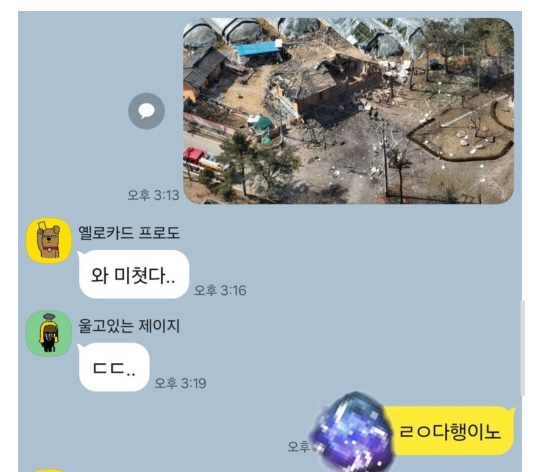 오후 3:13
옐로카드 프로도
와 미쳣다..
오후 3:16
울고있는 제이지
ㄷㄷ..
오후 3:19
ㄹㅇ다행이노
오후